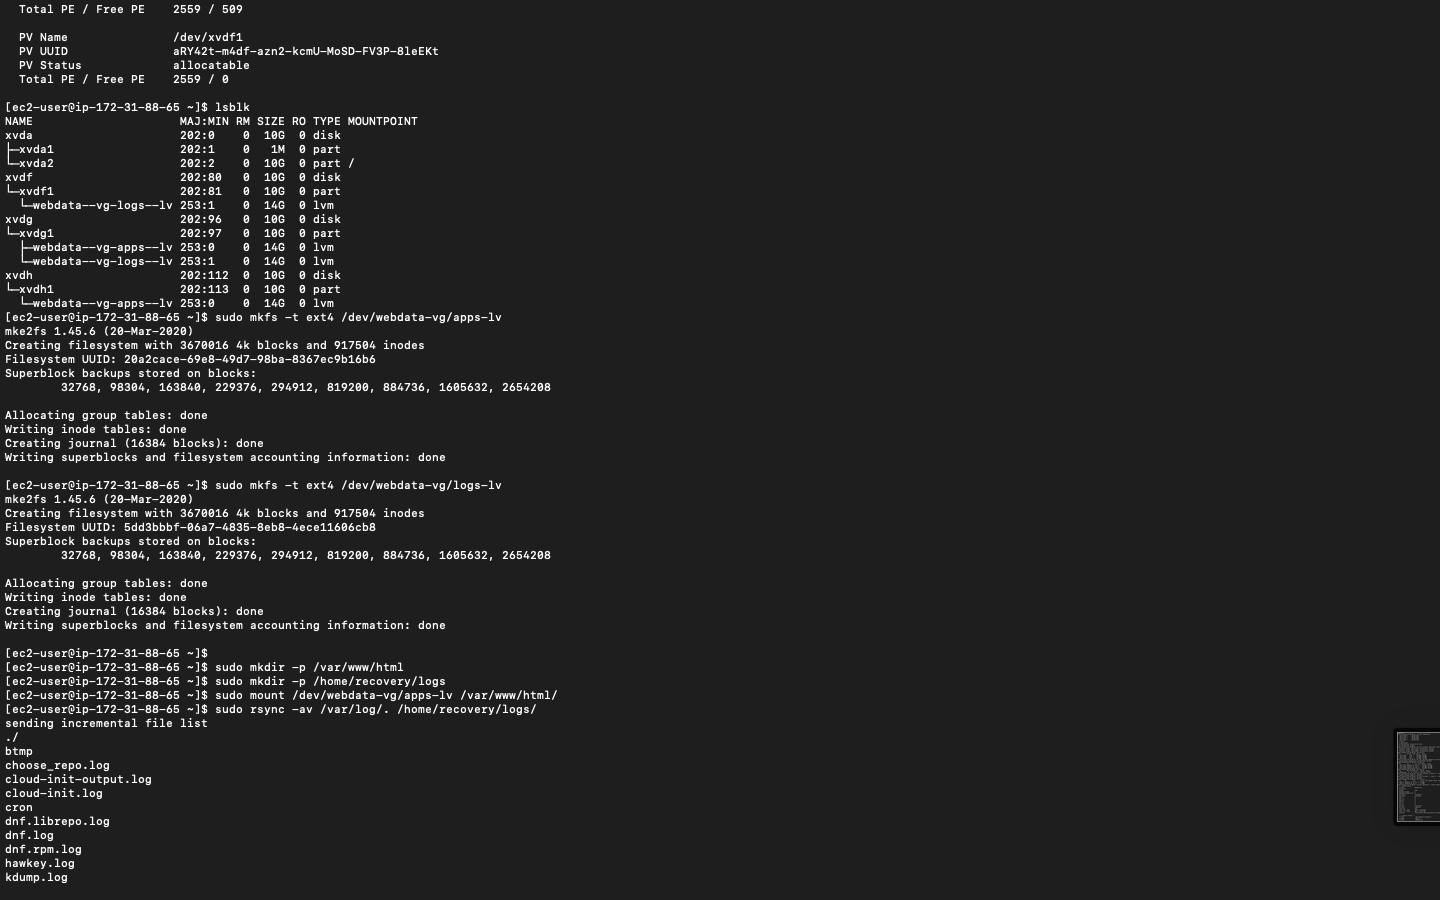 Total PE / Free PE    2559 / 509

  PV Name               /dev/xvdf1
  PV UUID               aRY42t-m4df-azn2-kcmU-MoSD-FV3P-8leEKt
  PV Status             allocatable
  Total PE / Free PE    2559 / 0

[ec2-user@ip-172-31-88-65 ~]$ lsblk
NAME                     MAJ:MIN RM SIZE RO TYPE MOUNTPOINT
xvda                     202:0    0  10G  0 disk
├─xvda1                  202:1    0   1M  0 part
└─xvda2                  202:2    0  10G  0 part /
xvdf                     202:80   0  10G  0 disk
└─xvdf1                  202:81   0  10G  0 part
  └─webdata--vg-logs--lv 253:1    0  14G  0 lvm
xvdg                     202:96   0  10G  0 disk
└─xvdg1                  202:97   0  10G  0 part
  ├─webdata--vg-apps--lv 253:0    0  14G  0 lvm
  └─webdata--vg-logs--lv 253:1    0  14G  0 lvm
xvdh                     202:112  0  10G  0 disk
└─xvdh1                  202:113  0  10G  0 part
  └─webdata--vg-apps--lv 253:0    0  14G  0 lvm
[ec2-user@ip-172-31-88-65 ~]$ sudo mkfs -t ext4 /dev/webdata-vg/apps-lv
mke2fs 1.45.6 (20-Mar-2020)
Creating filesystem with 3670016 4k blocks and 917504 inodes
Filesystem UUID: 20a2cace-69e8-49d7-98ba-8367ec9b16b6
Superblock backups stored on blocks:
        32768, 98304, 163840, 229376, 294912, 819200, 884736, 1605632, 2654208

Allocating group tables: done
Writing inode tables: done
Creating journal (16384 blocks): done
Writing superblocks and filesystem accounting information: done

[ec2-user@ip-172-31-88-65 ~]$ sudo mkfs -t ext4 /dev/webdata-vg/logs-lv
mke2fs 1.45.6 (20-Mar-2020)
Creating filesystem with 3670016 4k blocks and 917504 inodes
Filesystem UUID: 5dd3bbbf-06a7-4835-8eb8-4ece11606cb8
Superblock backups stored on blocks:
        32768, 98304, 163840, 229376, 294912, 819200, 884736, 1605632, 2654208

Allocating group tables: done
Writing inode tables: done
Creating journal (16384 blocks): done
Writing superblocks and filesystem accounting information: done

[ec2-user@ip-172-31-88-65 ~]$
[ec2-user@ip-172-31-88-65 ~]$ sudo mkdir -p /var/www/html
[ec2-user@ip-172-31-88-65 ~]$ sudo mkdir -p /home/recovery/logs
[ec2-user@ip-172-31-88-65 ~]$ sudo mount /dev/webdata-vg/apps-lv /var/www/html/
[ec2-user@ip-172-31-88-65 ~]$ sudo rsync -av /var/log/. /home/recovery/logs/
sending incremental file list
./
btmp
choose_repo.log
cloud-init-output.log
cloud-init.log
cron
dnf.librepo.log
dnf.log
dnf.rpm.log
hawkey.log
kdump.log